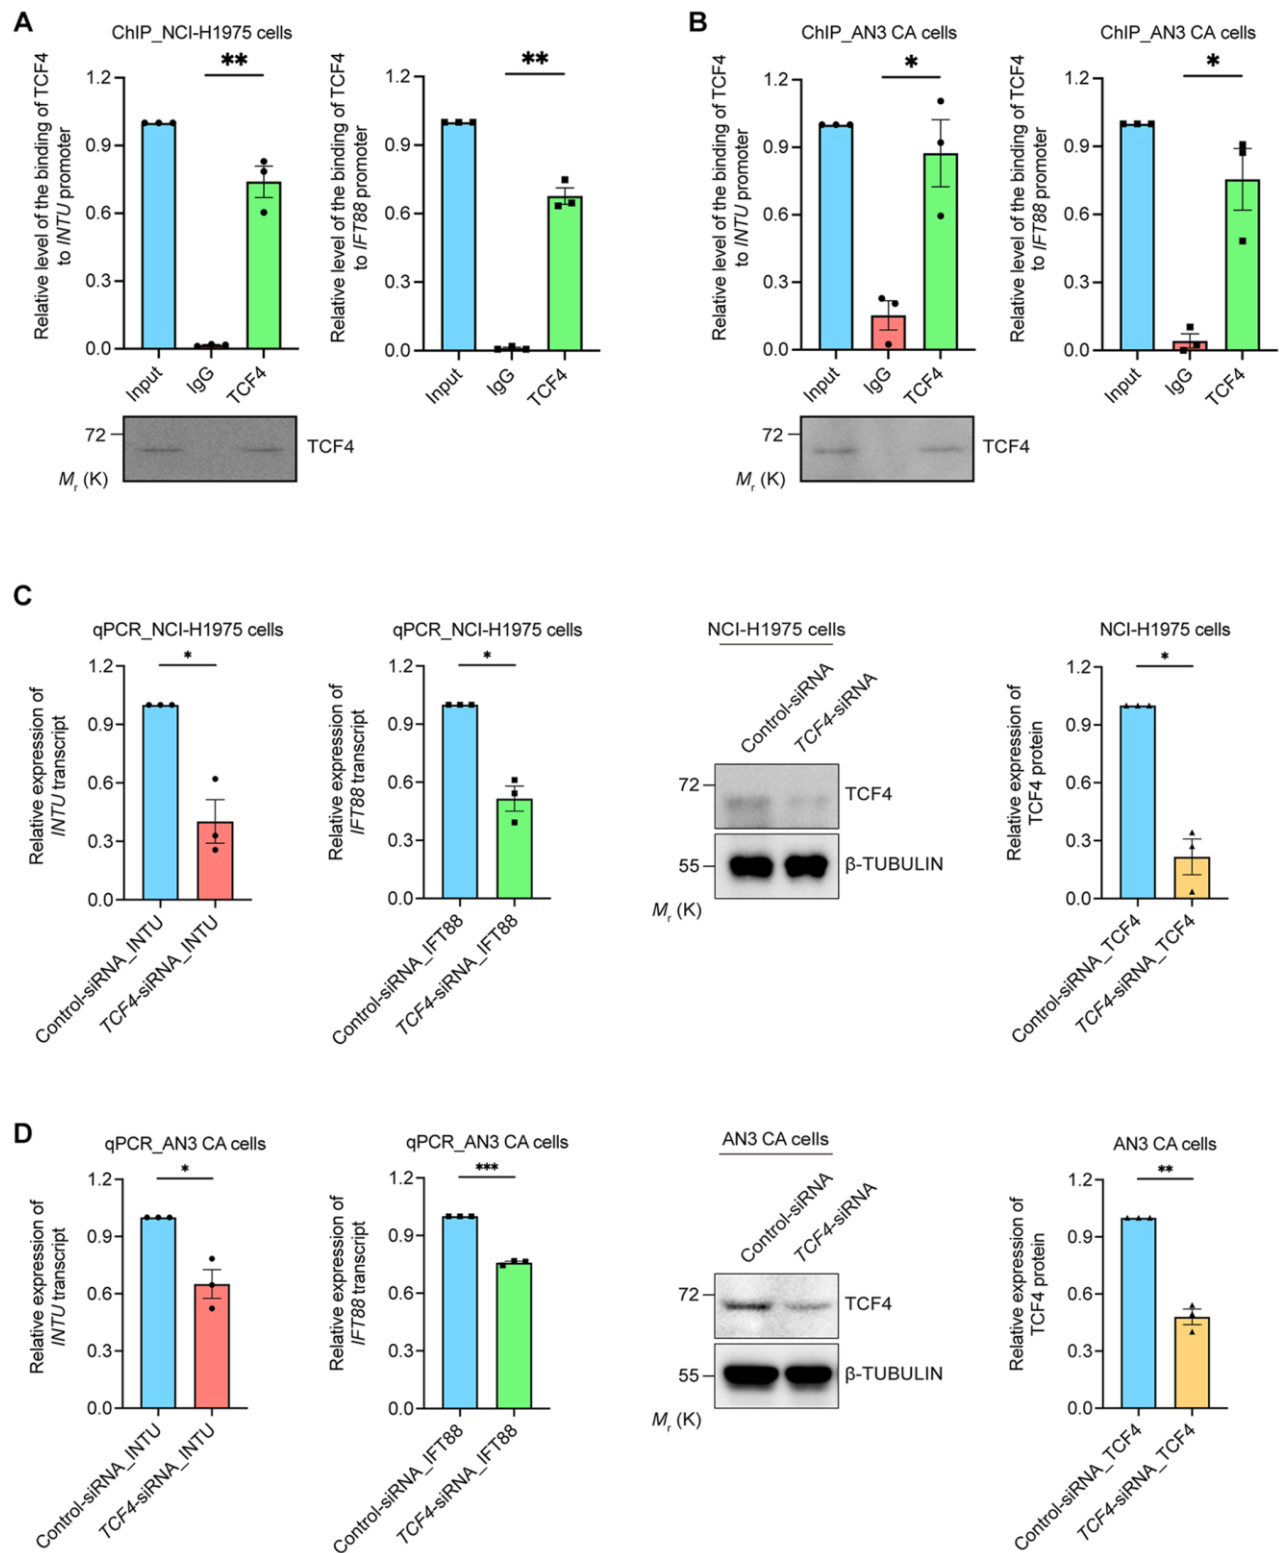 A
ChIP_NCI-H1975 cells
Relative level of the binding of TCF4
to INTU promoter
1.2
0.9
0.6
0.3
0.0
**
Input
IgG
TCF4
Relative level of the binding of TCF4
to IFT88 promoter
1.2
0.9
0.6
0.3
0.0
**
Input
IgG
TCF4
72
Mr (K)
TCF4
B
ChIP_AN3 CA cells
Relative level of the binding of TCF4
to INTU promoter
1.2
0.9
0.6
0.3
0.0
*
Input
IgG
TCF4
ChIP_AN3 CA cells
Relative level of the binding of TCF4
to IFT88 promoter
1.2
0.9
0.6
0.3
0.0
*
Input
IgG
TCF4
72
Mr (K)
TCF4
C
qPCR_NCI-H1975 cells
Relative expression of
INTU transcript
1.2
0.9
0.6
0.3
0.0
*
Control-siRNA_INTU
TCF4-siRNA_INTU
qPCR_NCI-H1975 cells
Relative expression of
IFT88 transcript
1.2
0.9
0.6
0.3
0.0
*
Control-siRNA_IFT88
TCF4-siRNA_IFT88
NCI-H1975 cells
Control-siRNA
TCF4-siRNA
72
TCF4
55
β-TUBULIN
Mr (K)
NCI-H1975 cells
Relative expression of
TCF4 protein
1.2
0.9
0.6
0.3
0.0
*
Control-siRNA_TCF4
TCF4-siRNA_TCF4
D
qPCR_AN3 CA cells
Relative expression of
INTU transcript
1.2
0.9
0.6
0.3
0.0
*
Control-siRNA_INTU
TCF4-siRNA_INTU
qPCR_AN3 CA cells
Relative expression of
IFT88 transcript
1.2
0.9
0.6
0.3
0.0
***
Control-siRNA_IFT88
TCF4-siRNA_IFT88
AN3 CA cells
Control-siRNA
TCF4-siRNA
72
TCF4
55
β-TUBULIN
Mr (K)
AN3 CA cells
Relative expression of
TCF4 protein
1.2
0.9
0.6
0.3
0.0
**
Control-siRNA_TCF4
TCF4-siRNA_TCF4